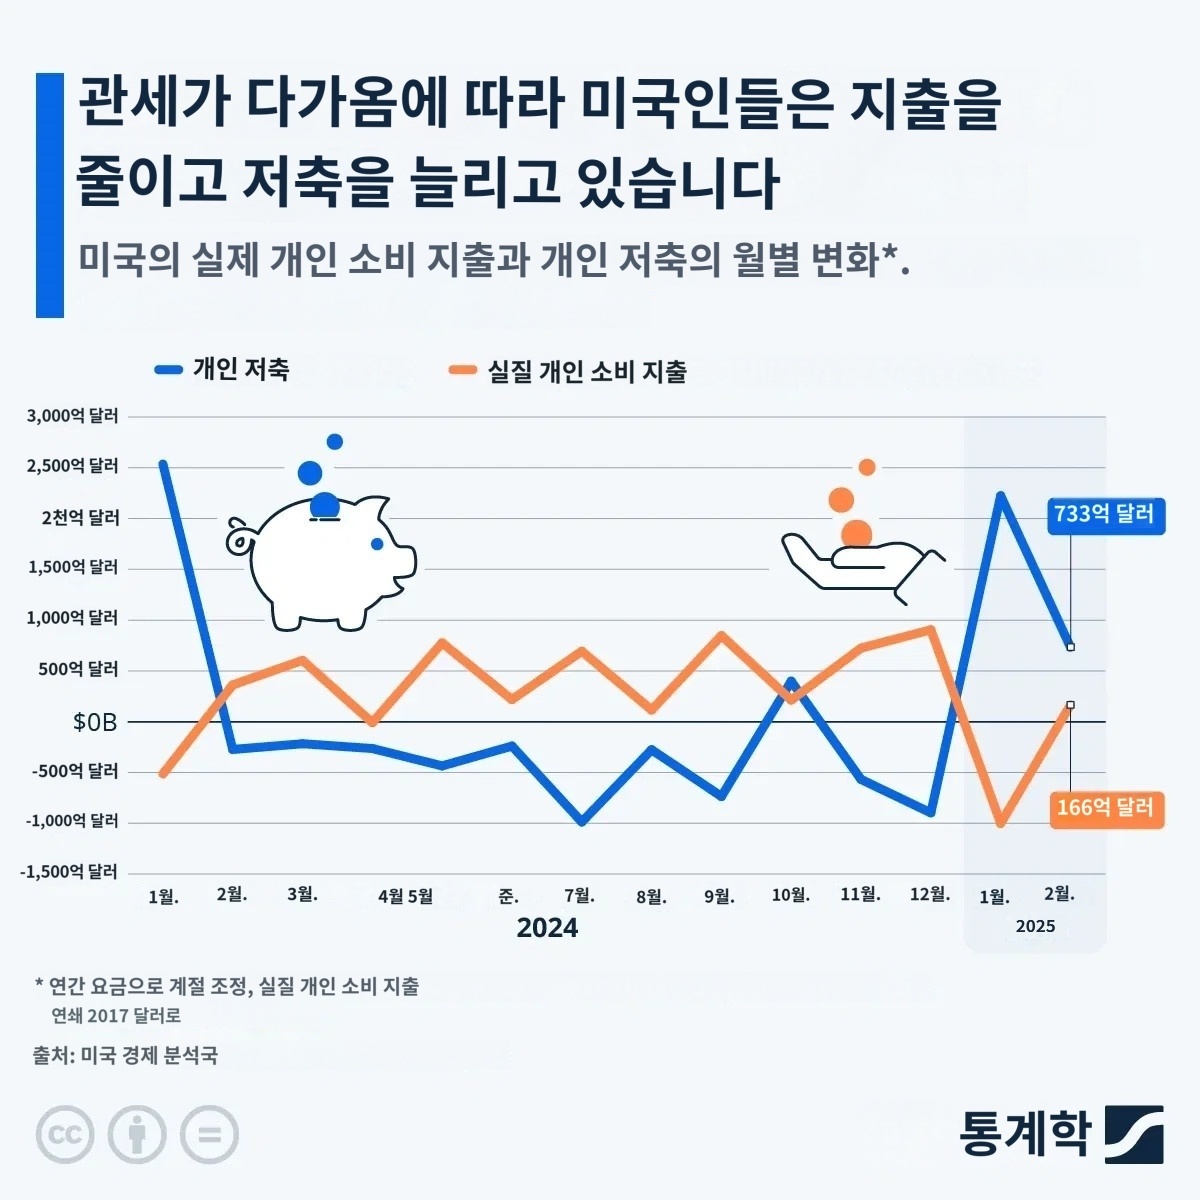 관세가 다가옴에 따라 미국인들은 지출을
줄이고 저축을 늘리고 있습니다
미국의 실제 개인 소비 지출과 개인 저축의 월별 변화*.
개인 저축
실질 개인 소비 지출
3,000억 달러
2,500억 달러
2천억 달러
1,500억 달러
1,000억 달러
500억 달러
$0B
-500억 달러
-1,000억 달러
-1,500억 달러
733억 달러
166억 달러
1월. 2월. 3월. 4월 5월 준. 7월. 8월. 9월. 10월. 11월. 12월. 1월. 2월.
2024
2025
* 연간 요금으로 계절 조정, 실질 개인 소비 지출
연쇄 2017 달러로
출처: 미국 경제 분석국
cc
통계학